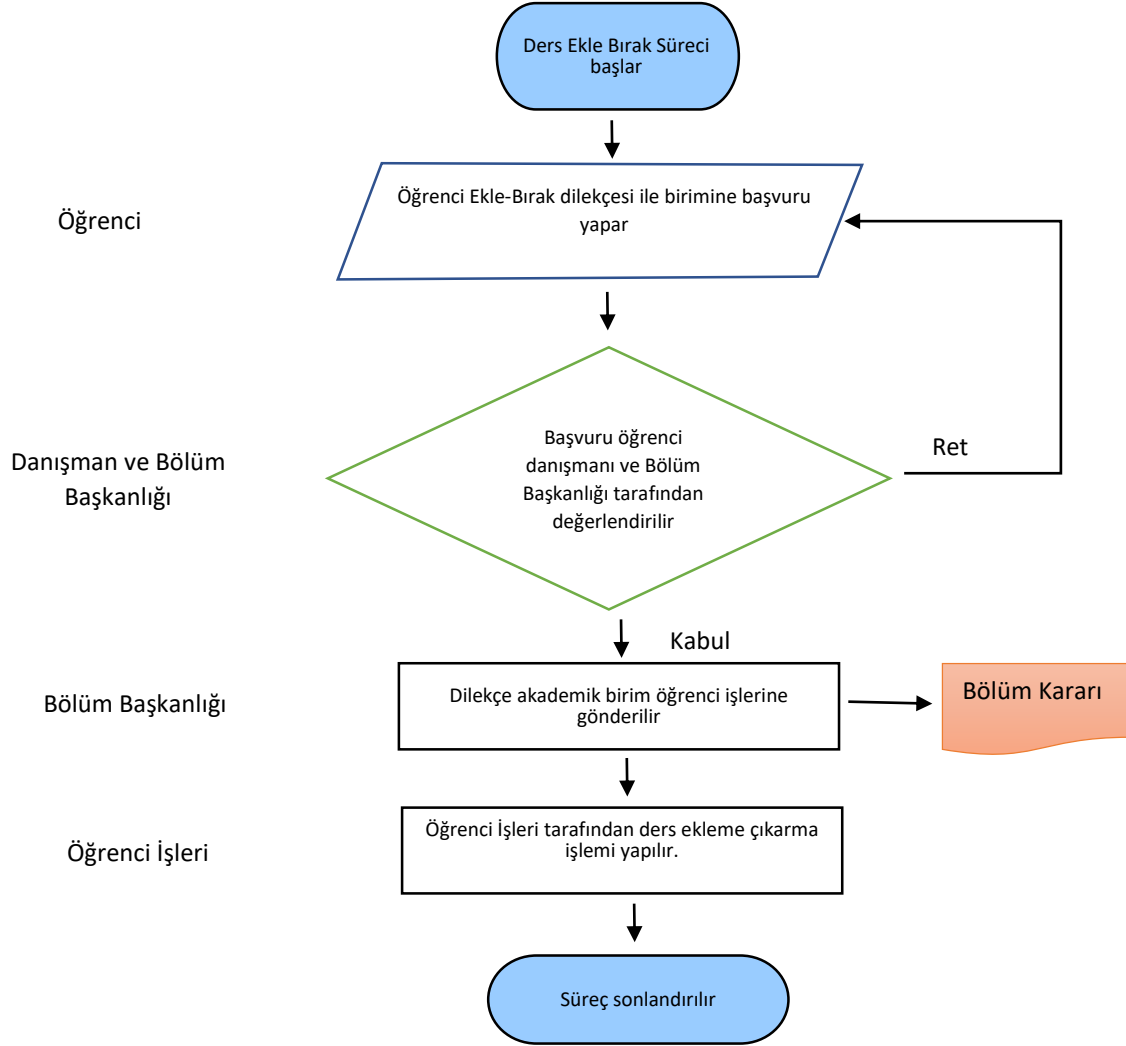 Ders Ekle Bırak Süreci
başlar
Öğrenci
Öğrenci Ekle-Bırak dilekçesi ile birimine başvuru
yapar
Danışman ve Bölüm
Başkanlığı
Başvuru öğrenci
danışmanı ve Bölüm
Başkanlığı tarafından
değerlendirilir
Ret
Kabul
Bölüm Başkanlığı
Dilekçe akademik birim öğrenci işlerine
gönderilir
Bölüm Kararı
Öğrenci İşleri
Öğrenci İşleri tarafından ders ekleme çıkarma
işlemi yapılır.
Süreç sonlandırılır